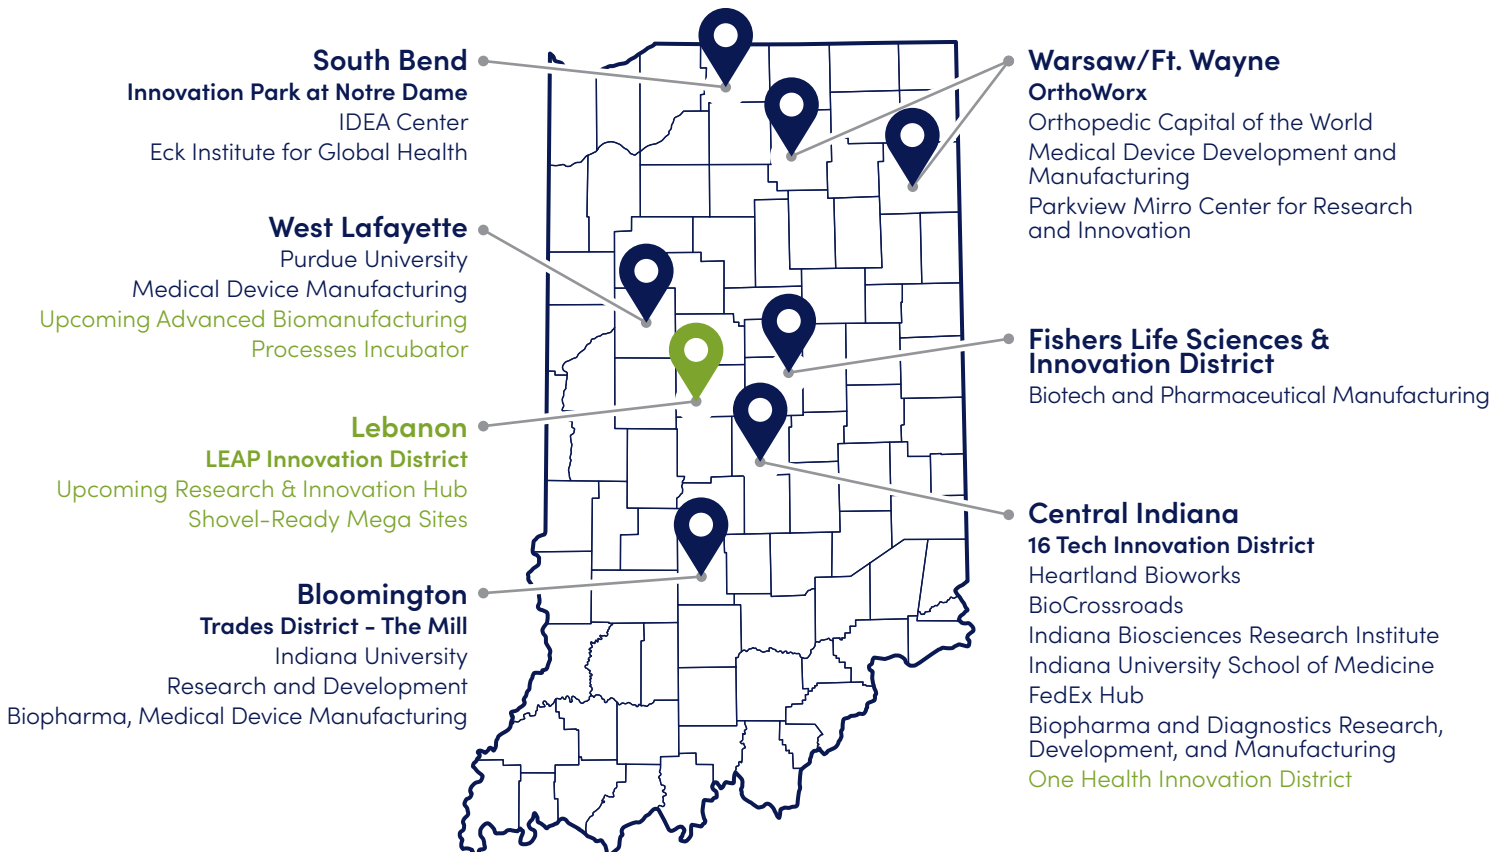 South Bend
Innovation Park at Notre Dame
IDEA Center
Eck Institute for Global Health
West Lafayette
Purdue University
Medical Device Manufacturing
Upcoming Advanced Biomanufacturing
Processes Incubator
Lebanon
LEAP Innovation District
Upcoming Research & Innovation Hub
Shovel-Ready Mega Sites
Bloomington
Trades District - The Mill
Indiana University
Research and Development
Biopharma, Medical Device Manufacturing
Warsaw/Ft. Wayne
OrthoWorx
Orthopedic Capital of the World
Medical Device Development and
Manufacturing
Parkview Mirro Center for Research
and Innovation
Fishers Life Sciences &
Innovation District
Biotech and Pharmaceutical Manufacturing
Central Indiana
16 Tech Innovation District
Heartland Bioworks
BioCrossroads
Indiana Biosciences Research Institute
Indiana University School of Medicine
FedEx Hub
Biopharma and Diagnostics Research,
Development, and Manufacturing
One Health Innovation District